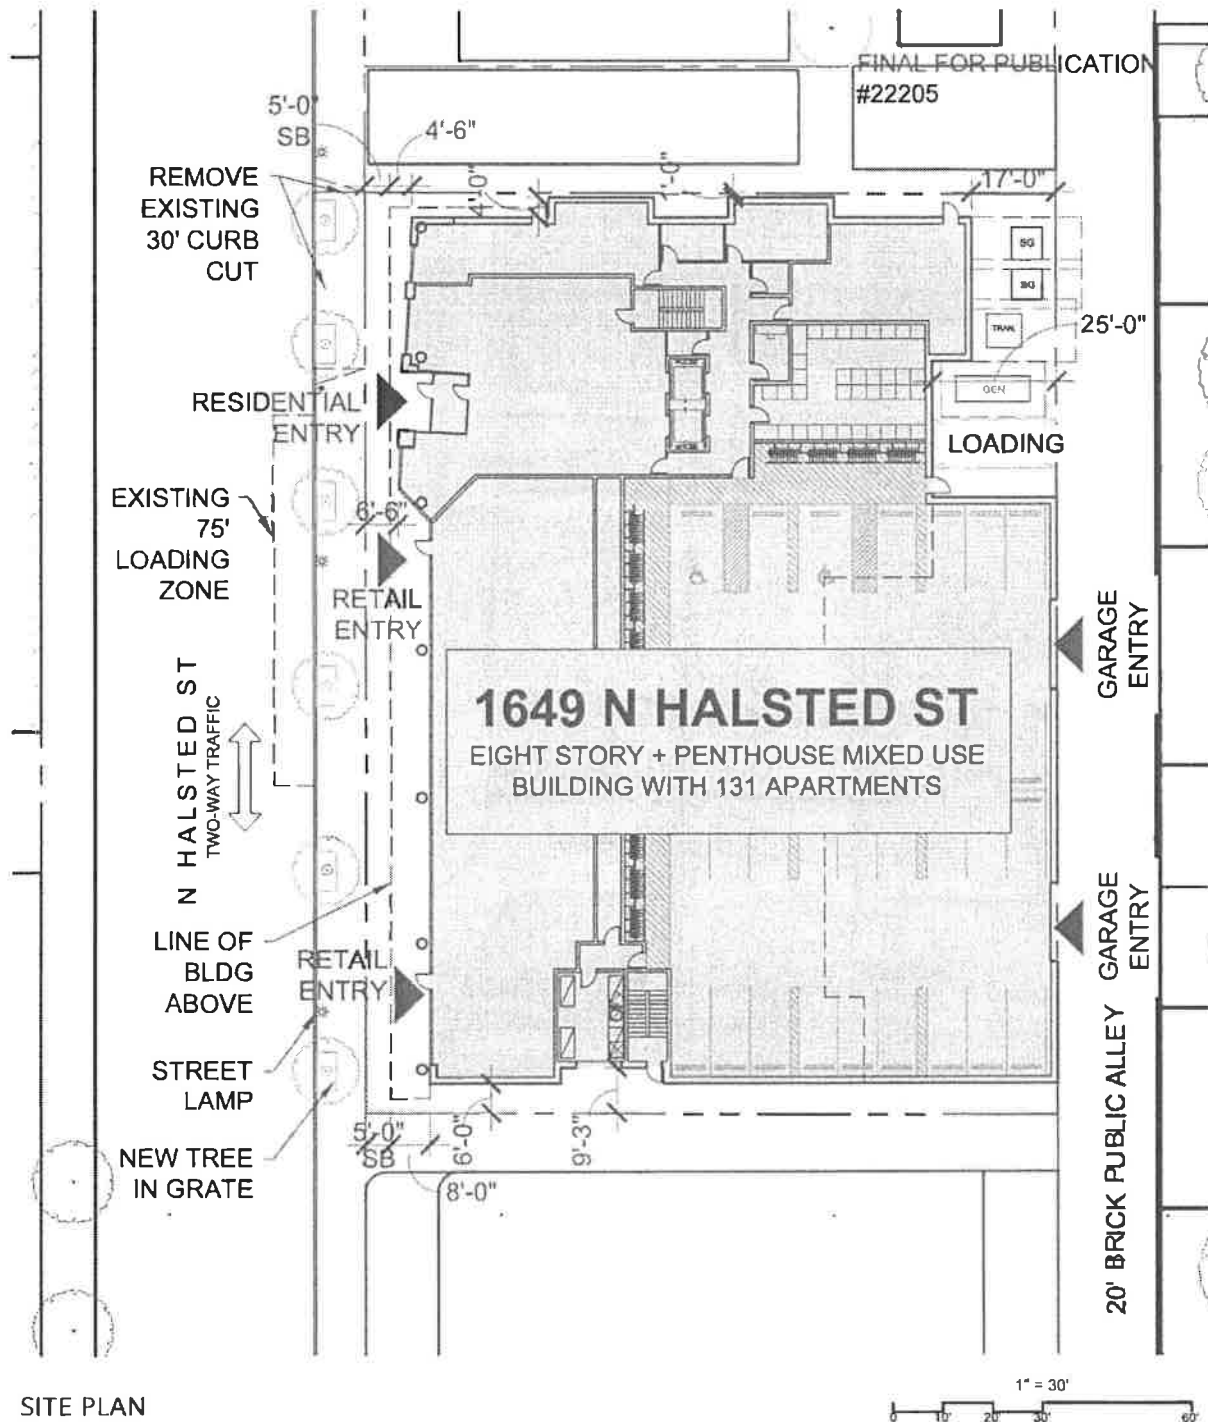 FINAL FOR PUBLICATION
#22205
5'-0"
SB
4'-6"
17'-0"
REMOVE
EXISTING
30' CURB
CUT
4'-0"
SG
SG
TRAN.
25'-0"
GEN
LOADING
RESIDENTIAL
ENTRY
EXISTING
75'
LOADING
ZONE
6'-6"
RETAIL
ENTRY
GARAGE
ENTRY
1649 N HALSTED ST
EIGHT STORY + PENTHOUSE MIXED USE
BUILDING WITH 131 APARTMENTS
N HALSTED ST
TWO-WAY TRAFFIC
LINE OF
BLDG
ABOVE
RETAIL
ENTRY
GARAGE
ENTRY
STREET
LAMP
NEW TREE
IN GRATE
5'-0"
SB
8'-0"
6'-0"
9'-3"
20' BRICK PUBLIC ALLEY
SITE PLAN
1" = 30'
0 10' 20' 30' 60'